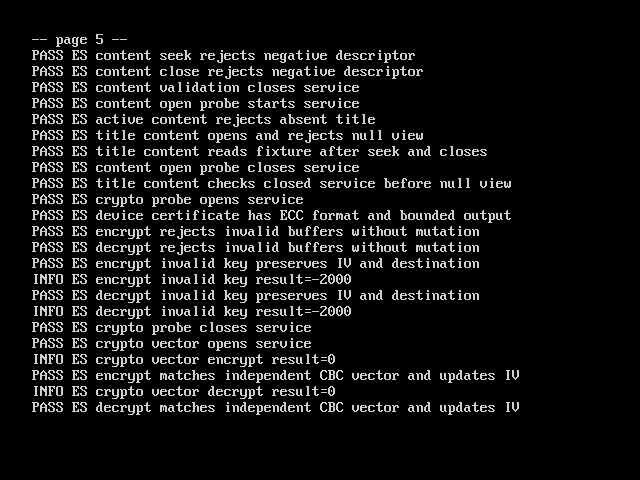 -- page 5 --
PASS ES content seek rejects negative descriptor
PASS ES content close rejects negative descriptor
PASS ES content validation closes service
PASS ES content open probe starts service
PASS ES active content rejects absent title
PASS ES title content opens and rejects null view
PASS ES title content reads fixture after seek and closes
PASS ES content open probe closes service
PASS ES title content checks closed service before null view
PASS ES crypto probe opens service
PASS ES device certificate has ECC format and bounded output
PASS ES encrypt rejects invalid buffers without mutation
PASS ES decrypt rejects invalid buffers without mutation
PASS ES encrypt invalid key preserves IV and destination
INFO ES encrypt invalid key result=-2000
PASS ES decrypt invalid key preserves IV and destination
INFO ES decrypt invalid key result=-2000
PASS ES crypto probe closes service
PASS ES crypto vector opens service
INFO ES crypto vector encrypt result=0
PASS ES encrypt matches independent CBC vector and updates IV
INFO ES crypto vector decrypt result=0
PASS ES decrypt matches independent CBC vector and updates IV